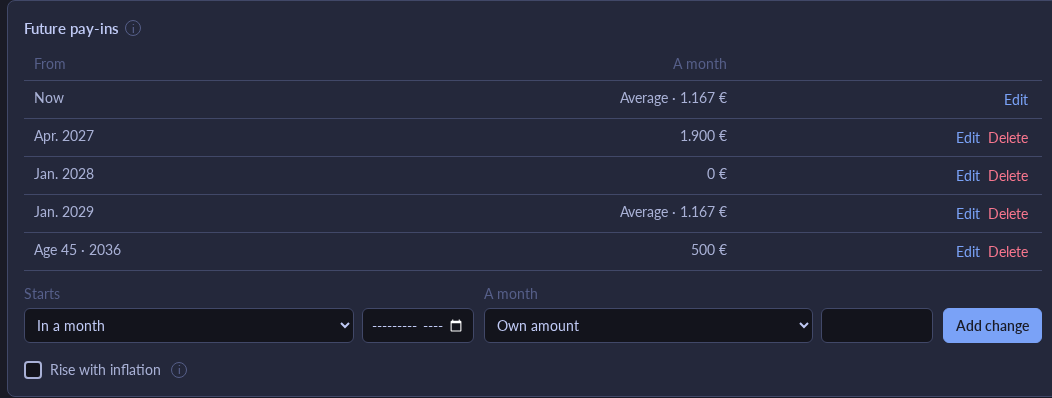 Future pay-ins
From A month
Now Average · 1.167 € Edit
Apr. 2027 1.900 € Edit Delete
Jan. 2028 0 € Edit Delete
Jan. 2029 Average · 1.167 € Edit Delete
Age 45 · 2036 500 € Edit Delete
Starts A month
In a month --------- ---- Own amount Add change
Rise with inflation